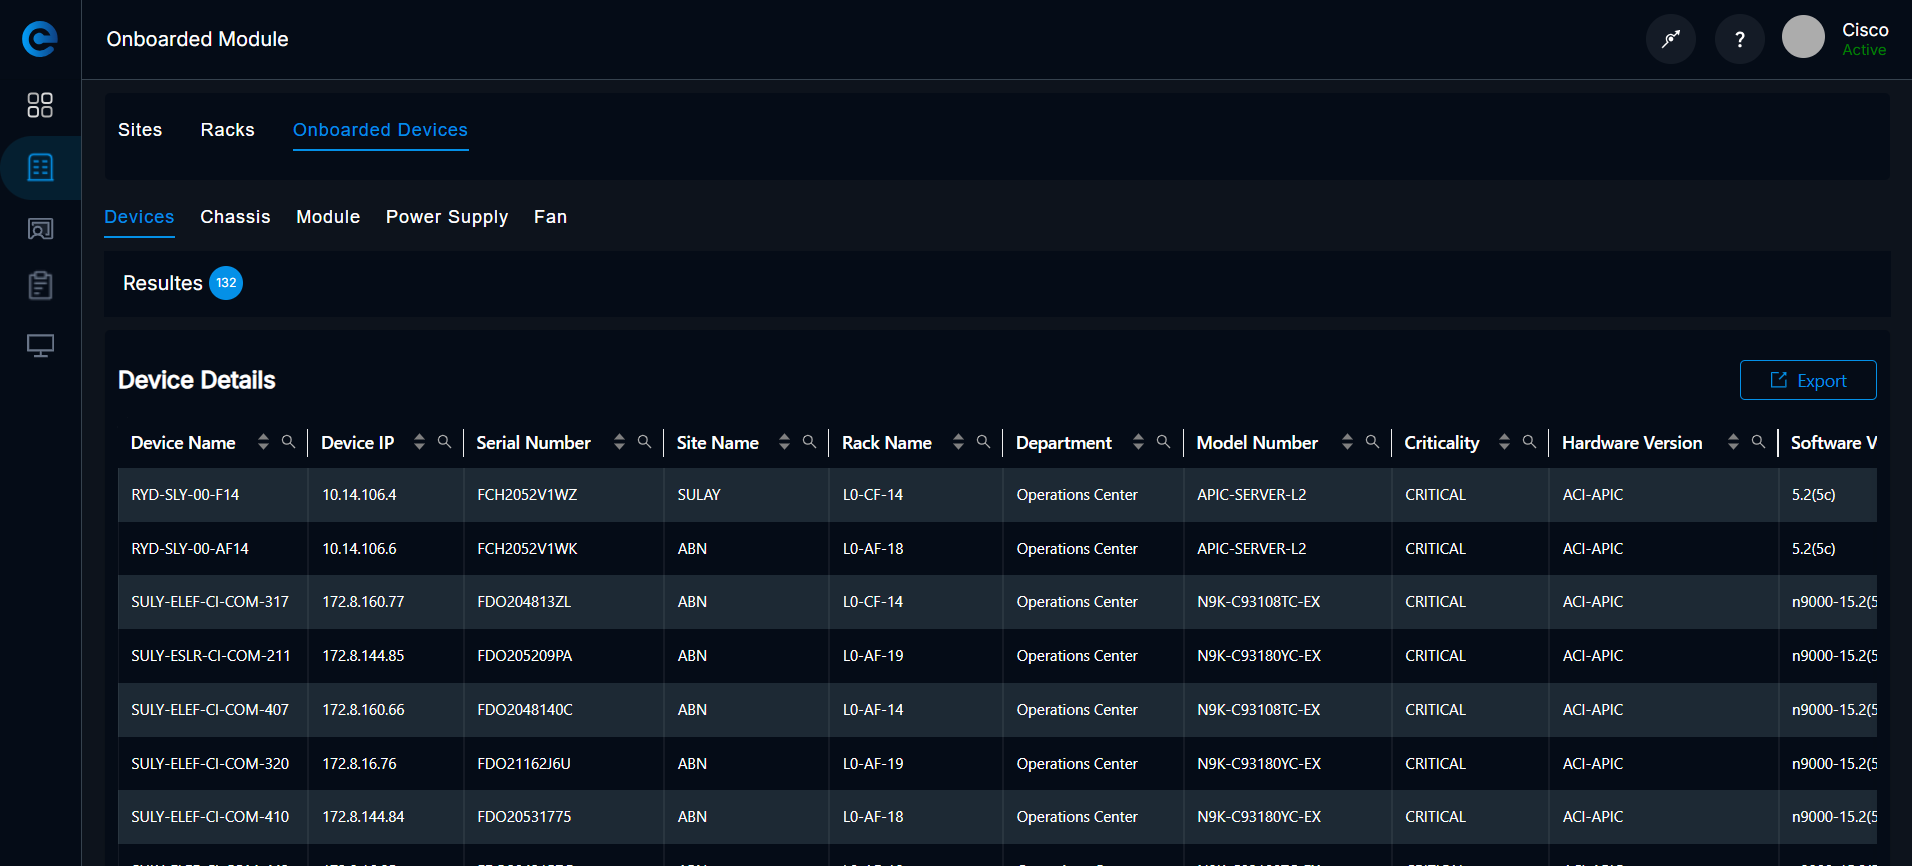 Onboarded Module
?
Cisco
Active
Sites Racks Onboarded Devices
Devices Chassis Module Power Supply Fan
Resultes 132
Device Details
Export
Device Name Device IP Serial Number Site Name Rack Name Department Model Number Criticality Hardware Version Software V
RYD-SLY-00-F14 10.14.106.4 FCH2052V1WZ SULAY L0-CF-14 Operations Center APIC-SERVER-L2 CRITICAL ACI-APIC 5.2(5c)
RYD-SLY-00-AF14 10.14.106.6 FCH2052V1WK ABN L0-AF-18 Operations Center APIC-SERVER-L2 CRITICAL ACI-APIC 5.2(5c)
SULY-ELEF-CI-COM-317 172.8.160.77 FDO204813ZL ABN L0-CF-14 Operations Center N9K-C93108TC-EX CRITICAL ACI-APIC n9000-15.2(5
SULY-ESLR-CI-COM-211 172.8.144.85 FDO205209PA ABN L0-AF-19 Operations Center N9K-C93180YC-EX CRITICAL ACI-APIC n9000-15.2(5
SULY-ELEF-CI-COM-407 172.8.160.66 FDO2048140C ABN L0-AF-14 Operations Center N9K-C93108TC-EX CRITICAL ACI-APIC n9000-15.2(5
SULY-ELEF-CI-COM-320 172.8.16.76 FDO21162J6U ABN L0-AF-19 Operations Center N9K-C93180YC-EX CRITICAL ACI-APIC n9000-15.2(5
SULY-ELEF-CI-COM-410 172.8.144.84 FDO20531775 ABN L0-AF-18 Operations Center N9K-C93180YC-EX CRITICAL ACI-APIC n9000-15.2(5